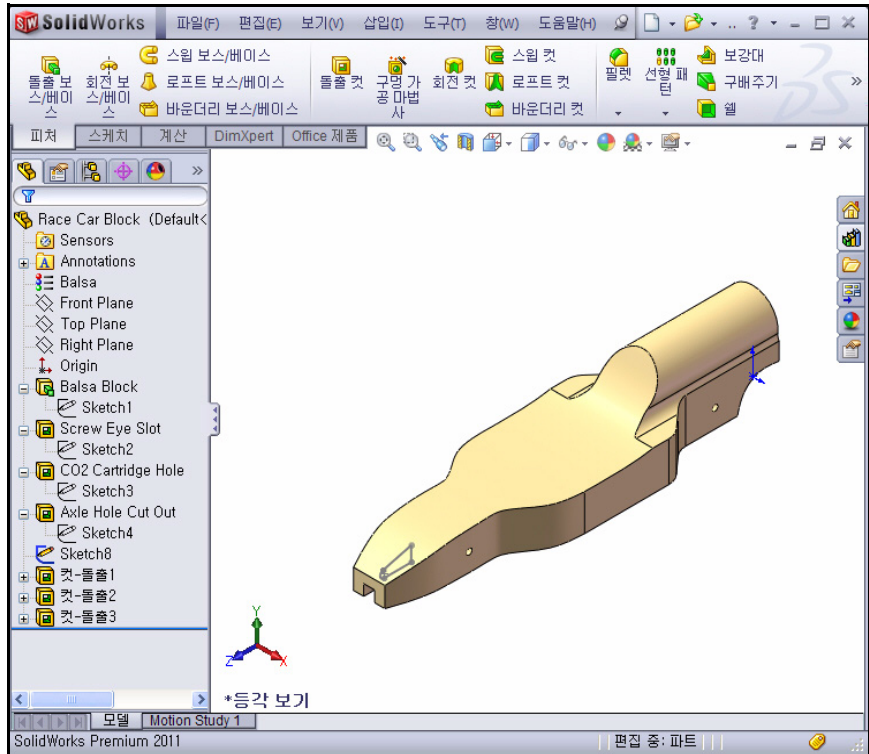 SolidWorks 파일(F) 편집(E) 보기(V) 삽입(I) 도구(T) 창(W) 도움말(H)
돌출 보스/베이스
회전 보스/베이스
스윕 보스/베이스
로프트 보스/베이스
바운더리 보스/베이스
돌출 컷
구멍 가공 마법사
회전 컷
스윕 컷
로프트 컷
바운더리 컷
필렛
선형 패턴
보강대
구배주기
쉘
피처 스케치 계산 DimXpert Office 제품
Race Car Block (Default<
Sensors
Annotations
Balsa
Front Plane
Top Plane
Right Plane
Origin
Balsa Block
Sketch1
Screw Eye Slot
Sketch2
CO2 Cartridge Hole
Sketch3
Axle Hole Cut Out
Sketch4
Sketch8
컷-돌출1
컷-돌출2
컷-돌출3
Y
Z X
*등각 보기
모델 Motion Study 1
SolidWorks Premium 2011 편집 중: 파트